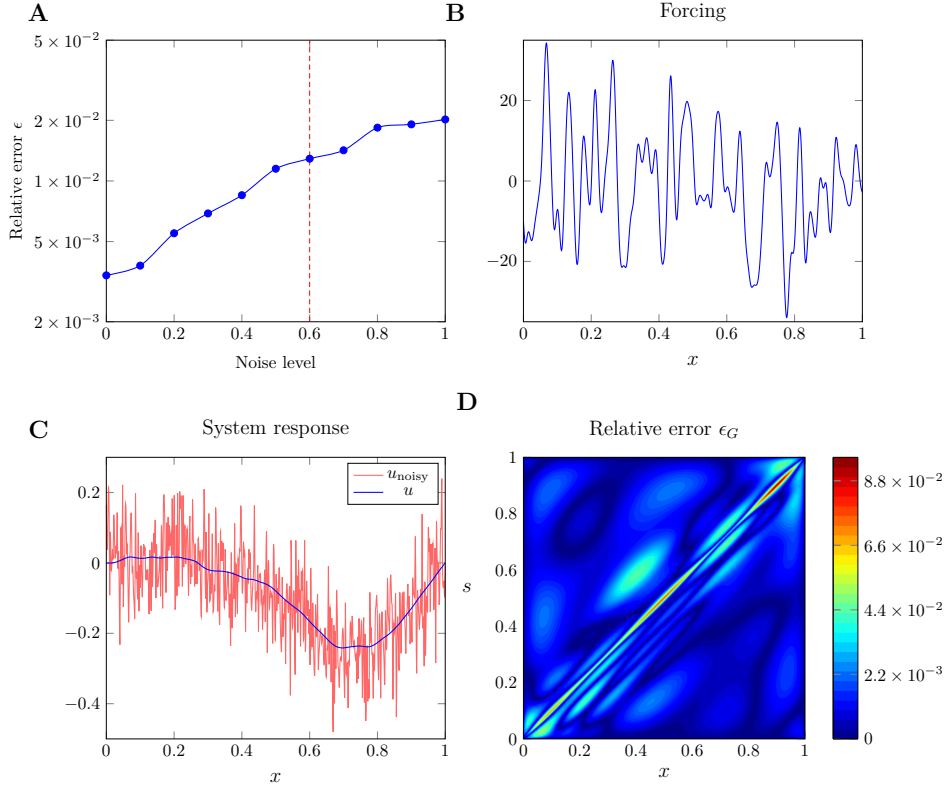 A
5 × 10⁻²
2 × 10⁻²
1 × 10⁻²
5 × 10⁻³
2 × 10⁻³
Relative error ϵ
0 0.2 0.4 0.6 0.8 1
Noise level
B
Forcing
20
0
−20
0 0.2 0.4 0.6 0.8 1
x
C
System response
u_noisy
u
0.2
0
−0.2
−0.4
0 0.2 0.4 0.6 0.8 1
x
D
Relative error ϵ_G
1
0.8
0.6
0.4
0.2
0
s
0 0.2 0.4 0.6 0.8 1
x
8.8 × 10⁻²
6.6 × 10⁻²
4.4 × 10⁻²
2.2 × 10⁻³
0